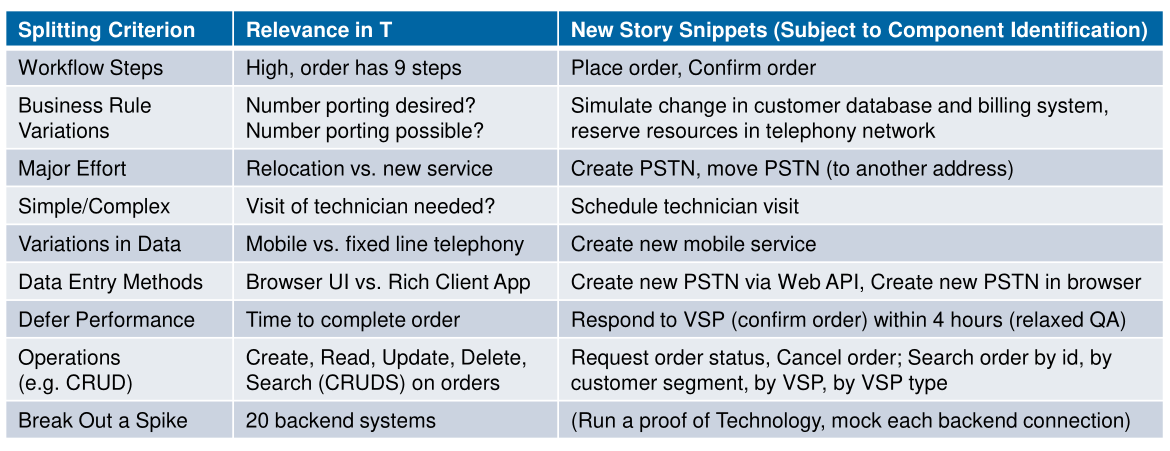 Splitting Criterion Relevance in T New Story Snippets (Subject to Component Identification)
Workflow Steps High, order has 9 steps Place order, Confirm order
Business Rule Number porting desired? Simulate change in customer database and billing system,
Variations Number porting possible? reserve resources in telephony network
Major Effort Relocation vs. new service Create PSTN, move PSTN (to another address)
Simple/Complex Visit of technician needed? Schedule technician visit
Variations in Data Mobile vs. fixed line telephony Create new mobile service
Data Entry Methods Browser UI vs. Rich Client App Create new PSTN via Web API, Create new PSTN in browser
Defer Performance Time to complete order Respond to VSP (confirm order) within 4 hours (relaxed QA)
Operations Create, Read, Update, Delete, Request order status, Cancel order; Search order by id, by
(e.g. CRUD) Search (CRUDS) on orders customer segment, by VSP, by VSP type
Break Out a Spike 20 backend systems (Run a proof of Technology, mock each backend connection)